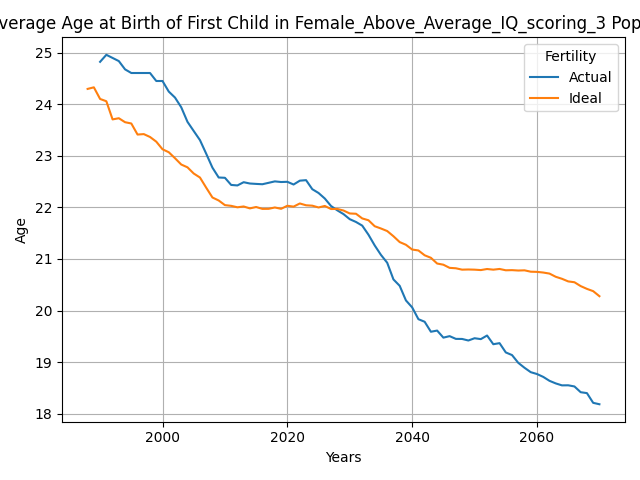 verage Age at Birth of First Child in Female_Above_Average_IQ_scoring_3 Pop
Fertility
Actual
Ideal
25
24
23
22
21
20
19
18
Age
2000
2020
2040
2060
Years